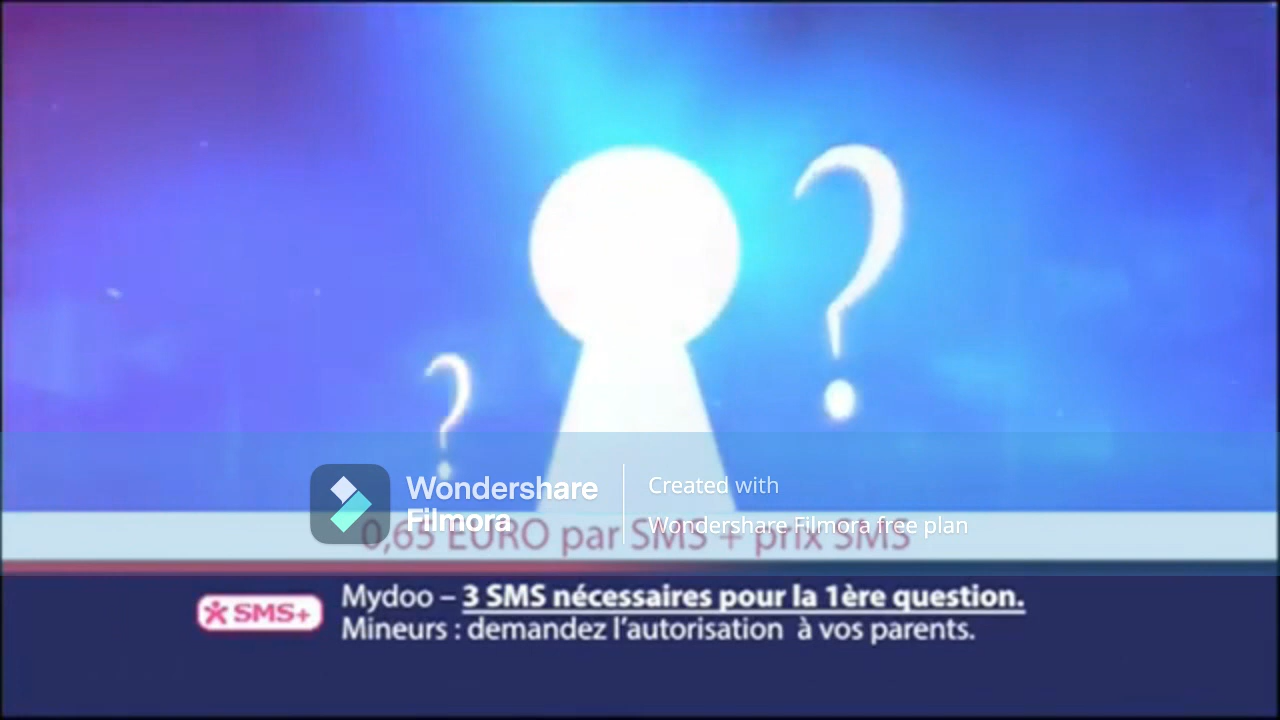 ?
?
Wondershare
Filmora
Created with
Wondershare Filmora free plan
0,65 EURO par SMS + prix SMS
SMS+
Mydoo – 3 SMS nécessaires pour la 1ère question.
Mineurs : demandez l'autorisation à vos parents.